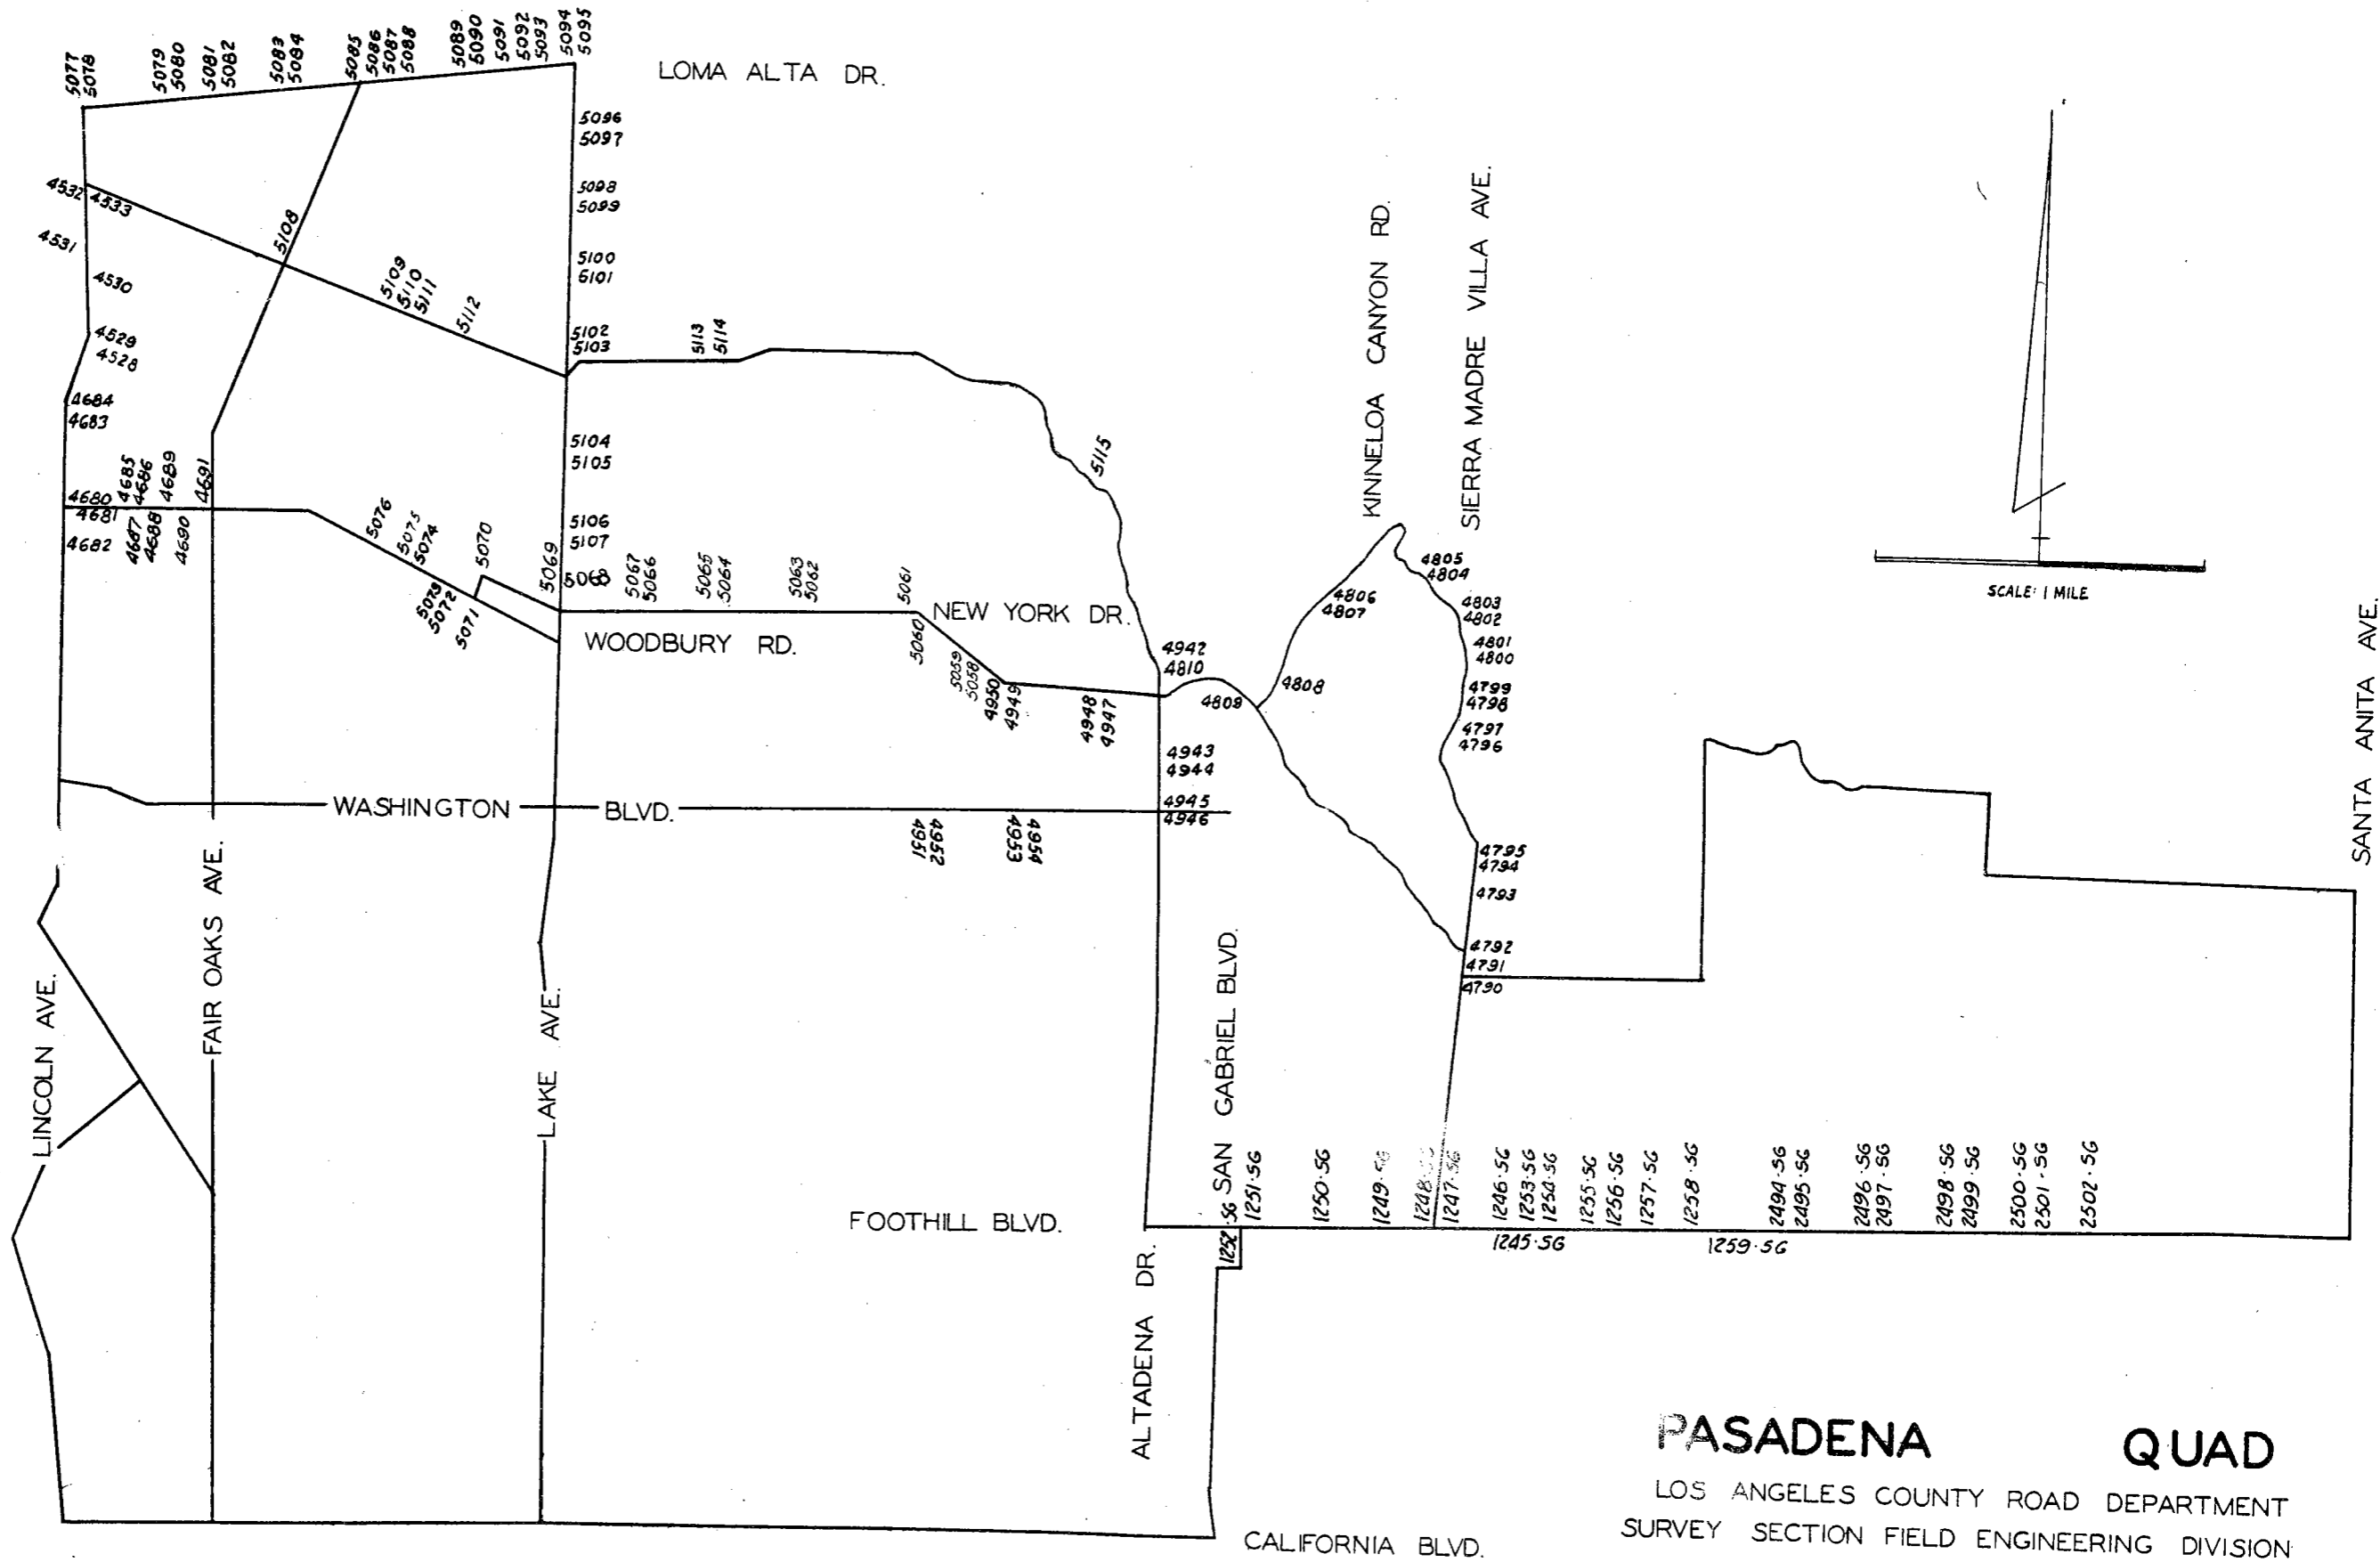 5077
5078
5079
5080
5081
5082
5083
5084
5085
5086
5087
5088
5089
5090
5091
5092
5093
5094
5095
LOMA ALTA DR.
5096
5097
4532
4533
5098
5099
4531
5108
4530
5100
5101
5109
5110
5111
5112
4529
4528
5102
5103
5113
5114
4684
4683
5104
5105
5115
KINNELOA CANYON RD.
SIERRA MADRE VILLA AVE.
4685
4686
4689
4691
4680
4681
4682
4687
4688
4690
5076
5075
5074
5070
5069
5106
5107
5068
5067
5066
5065
5064
5063
5062
5061
5073
5072
5071
NEW YORK DR.
WOODBURY RD.
5060
5059
5058
4950
4949
4948
4947
4942
4810
4809
4808
4806
4807
4805
4804
4803
4802
4801
4800
4799
4798
4797
4796
SCALE: 1 MILE
SANTA ANITA AVE.
4943
4944
WASHINGTON BLVD.
4945
4946
4951
4952
4953
4954
4795
4794
4793
4792
4791
4790
LINCOLN AVE.
FAIR OAKS AVE.
LAKE AVE.
SAN GABRIEL BLVD.
FOOTHILL BLVD.
ALTADENA DR.
1252·SG
1251·SG
1250·SG
1249·SG
1248·SG
1247·SG
1246·SG
1253·SG
1254·SG
1255·SG
1256·SG
1257·SG
1258·SG
2494·SG
2495·SG
2496·SG
2497·SG
2498·SG
2499·SG
2500·SG
2501·SG
2502·SG
1245·SG
1259·SG
CALIFORNIA BLVD.
PASADENA QUAD
LOS ANGELES COUNTY ROAD DEPARTMENT
SURVEY SECTION FIELD ENGINEERING DIVISION